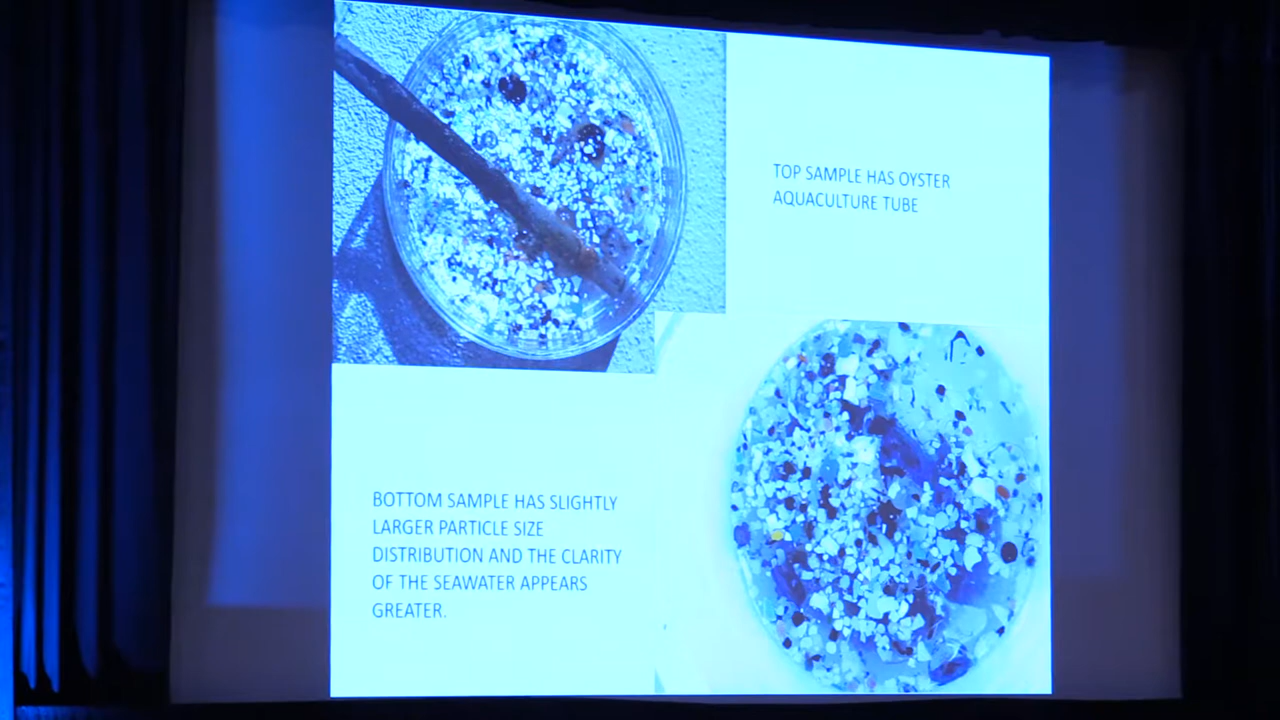 TOP SAMPLE HAS OYSTER
AQUACULTURE TUBE
BOTTOM SAMPLE HAS SLIGHTLY
LARGER PARTICLE SIZE
DISTRIBUTION AND THE CLARITY
OF THE SEAWATER APPEARS
GREATER.